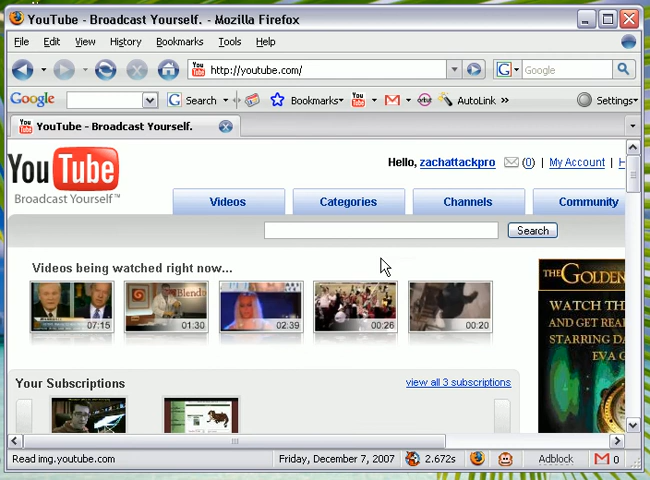 YouTube - Broadcast Yourself. - Mozilla Firefox
File Edit View History Bookmarks Tools Help
http://youtube.com/
Google
Google Search Bookmarks AutoLink » Settings
YouTube - Broadcast Yourself.
YouTube
Broadcast Yourself™
Hello, zachattackpro (0) | My Account | H
Videos Categories Channels Community
Search
Videos being watched right now...
07:15 01:30 02:39 00:26 00:20
THE GOLDEN
WATCH TH
AND GET REA
STARRING DA
EVA G
Your Subscriptions view all 3 subscriptions
Read img.youtube.com Friday, December 7, 2007 2.672s Adblock 0